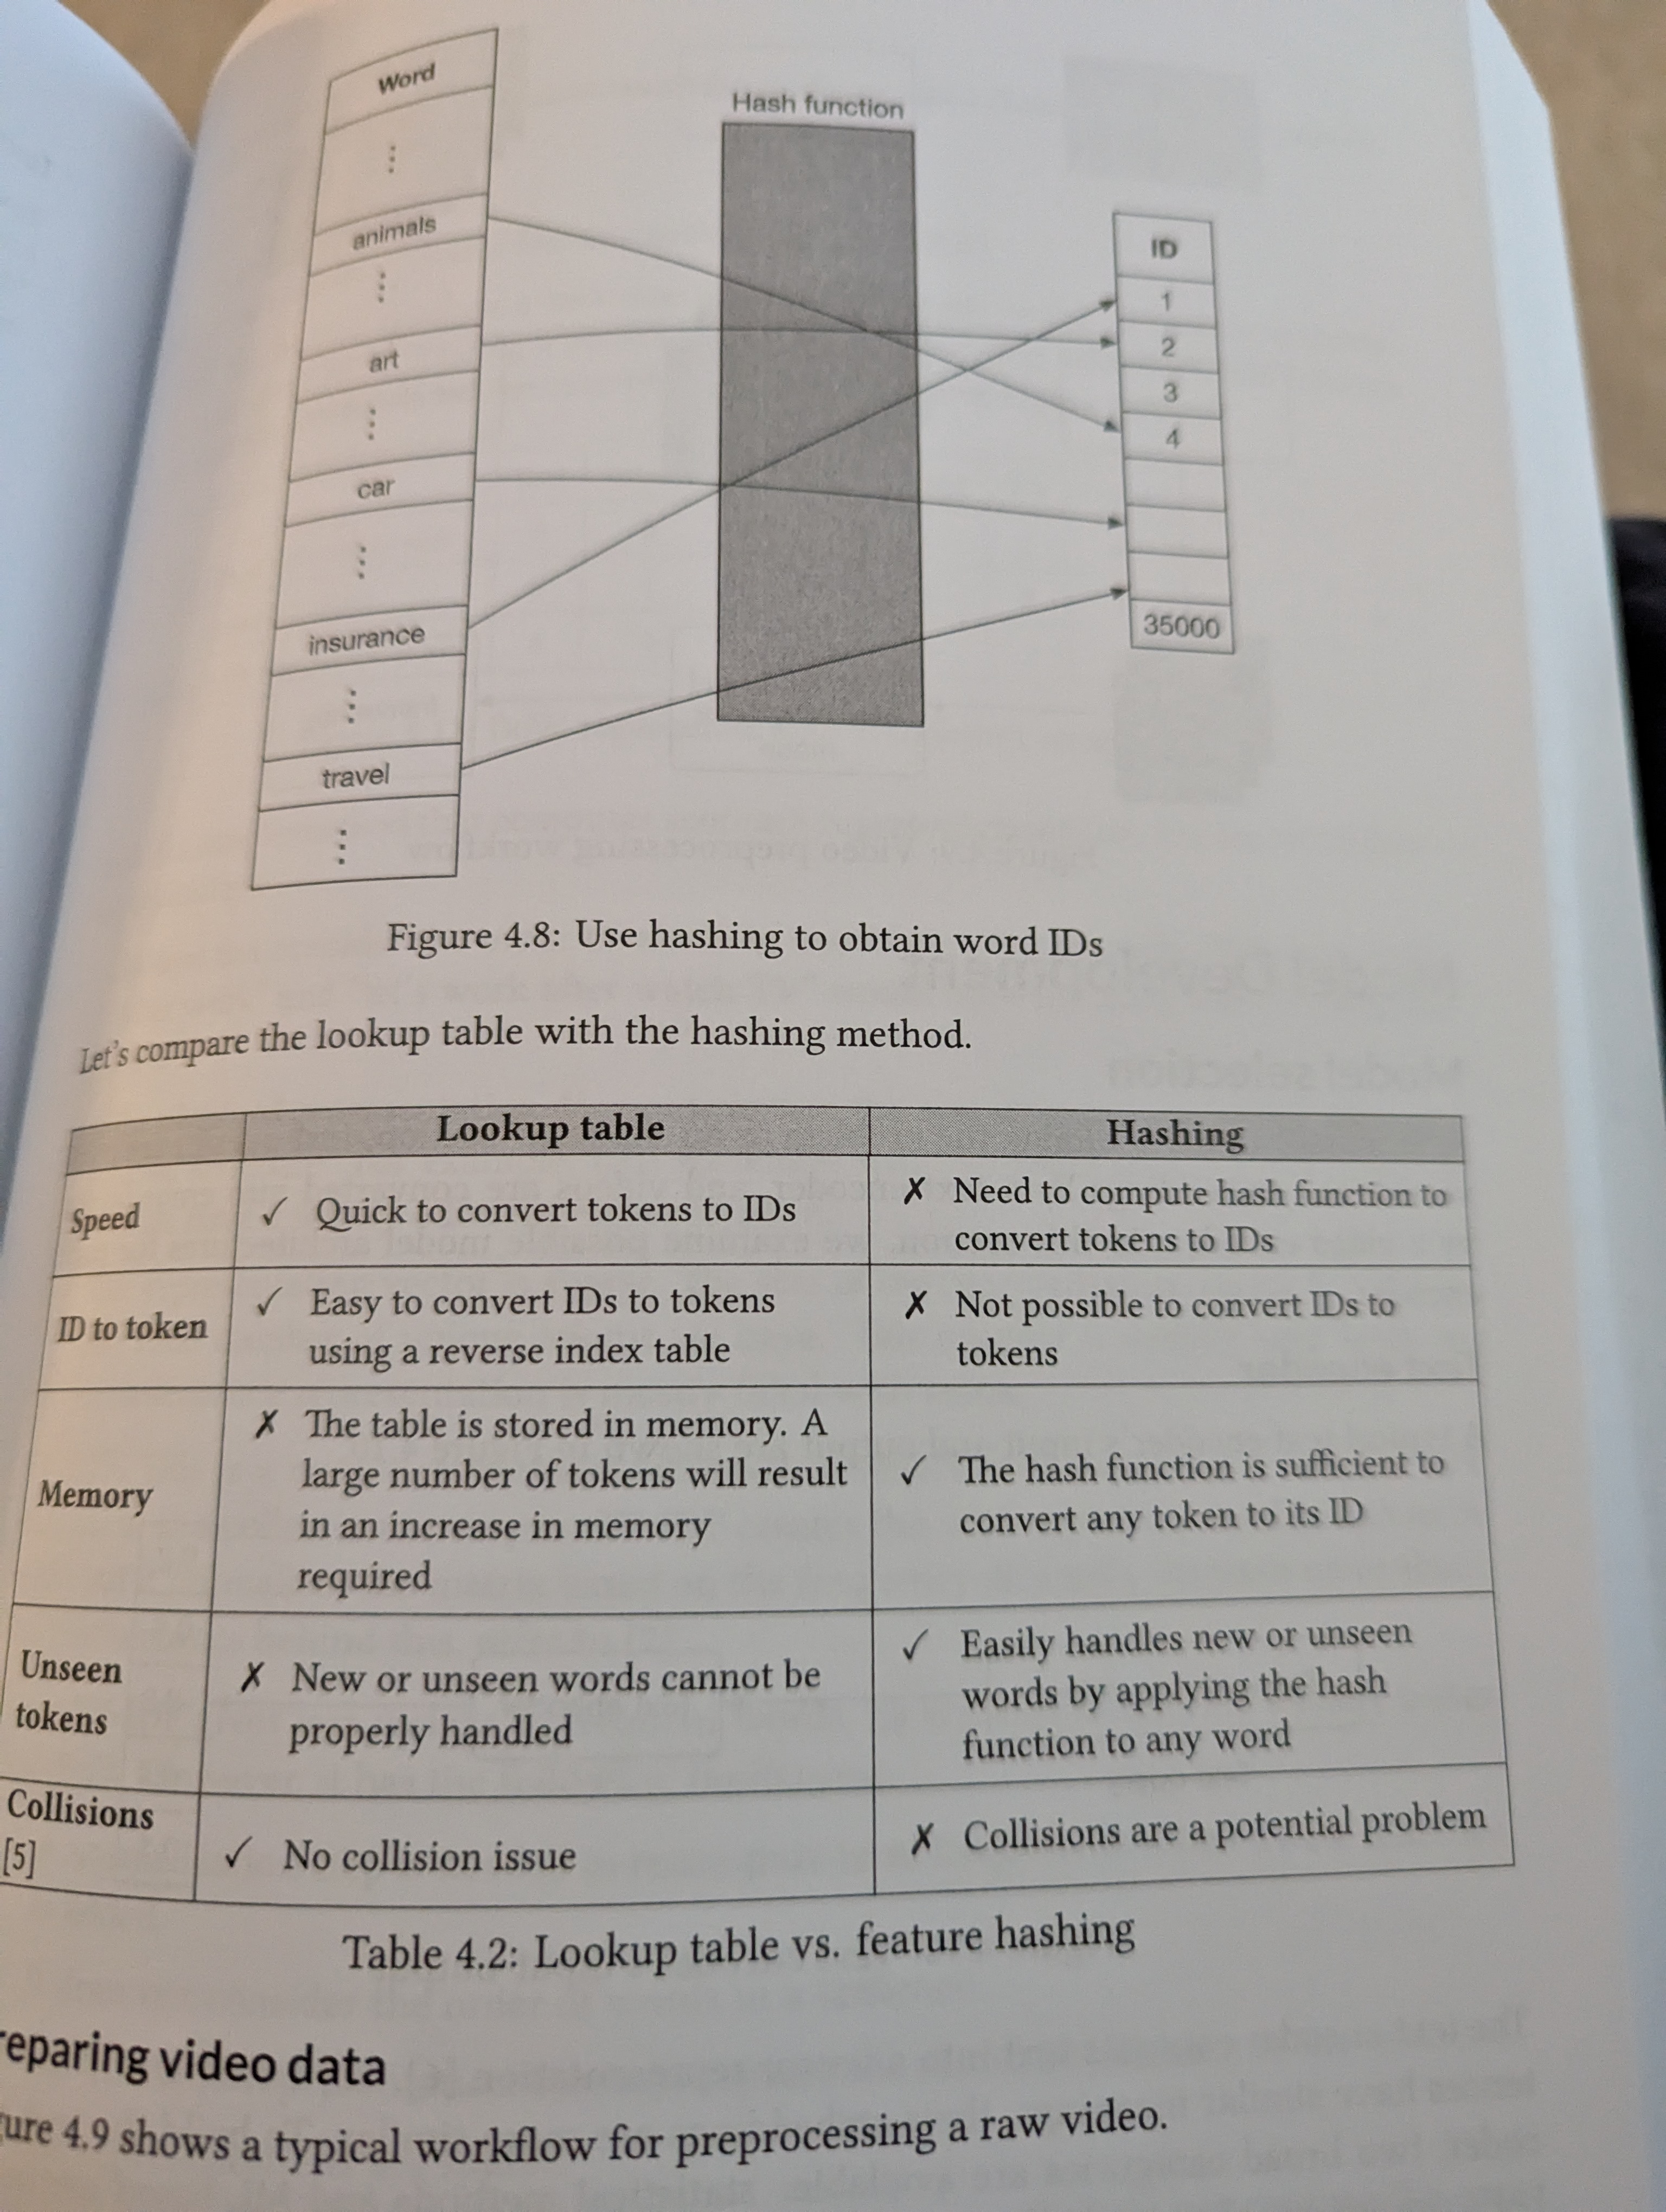 Word
⋮
animals
⋮
art
⋮
car
⋮
insurance
⋮
travel
⋮
Hash function
ID
1
2
3
4
35000
Figure 4.8: Use hashing to obtain word IDs
Let's compare the lookup table with the hashing method.
Lookup table
Hashing
Speed
✓ Quick to convert tokens to IDs
✗ Need to compute hash function to
convert tokens to IDs
ID to token
✓ Easy to convert IDs to tokens
using a reverse index table
✗ Not possible to convert IDs to
tokens
Memory
✗ The table is stored in memory. A
large number of tokens will result
in an increase in memory
required
✓ The hash function is sufficient to
convert any token to its ID
Unseen
tokens
✗ New or unseen words cannot be
properly handled
✓ Easily handles new or unseen
words by applying the hash
function to any word
Collisions
[5]
✓ No collision issue
✗ Collisions are a potential problem
Table 4.2: Lookup table vs. feature hashing
eparing video data
ure 4.9 shows a typical workflow for preprocessing a raw video.